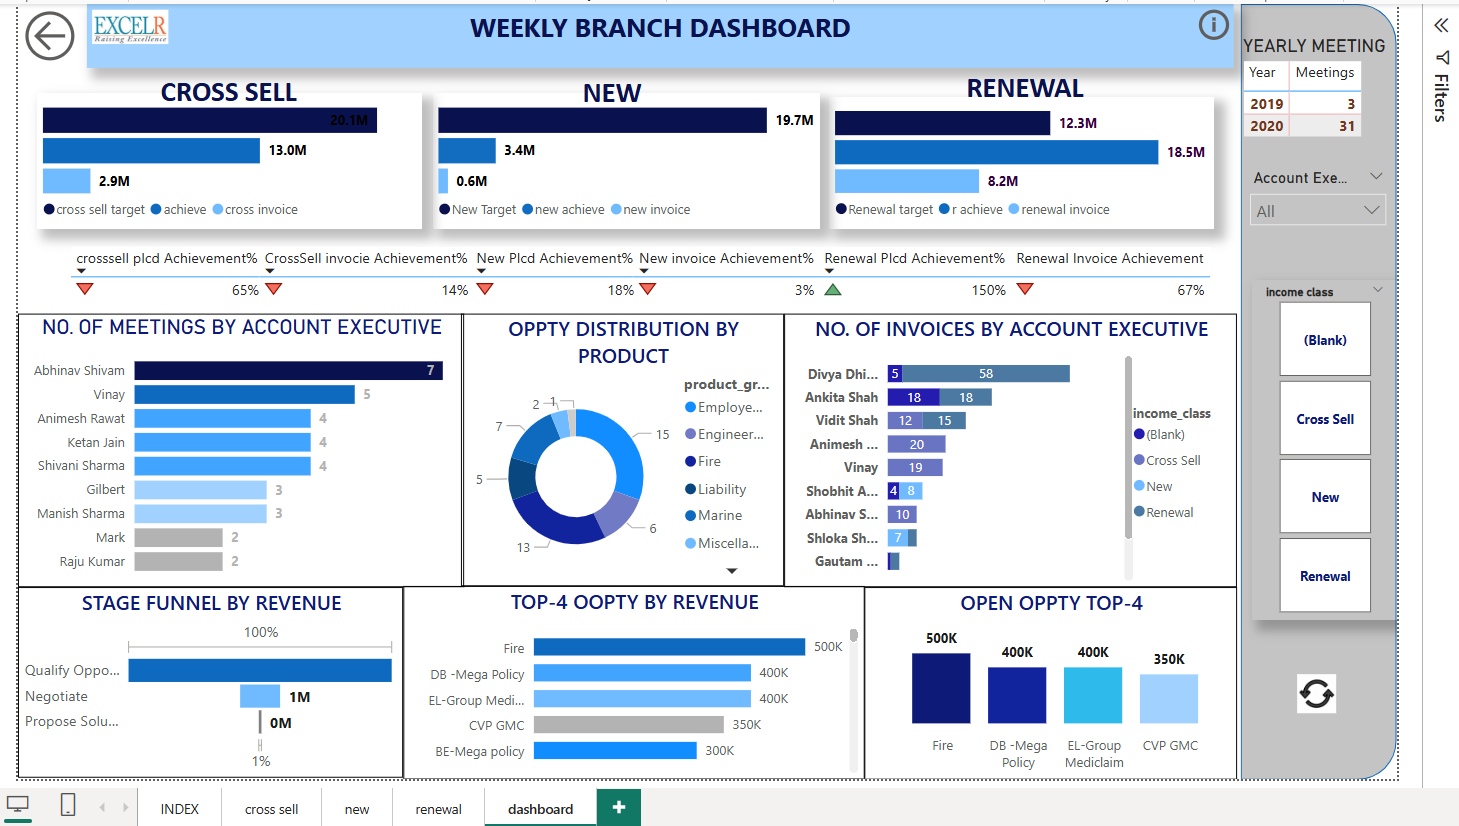 EXCELR
Raising Excellence
WEEKLY BRANCH DASHBOARD
YEARLY MEETING
Year Meetings
2019 3
2020 31
Account Exe...
All
income class
(Blank)
Cross Sell
New
Renewal
Filters
CROSS SELL
20.1M
13.0M
2.9M
cross sell target achieve cross invoice
NEW
19.7M
3.4M
0.6M
New Target new achieve new invoice
RENEWAL
12.3M
18.5M
8.2M
Renewal target r achieve renewal invoice
crosssell plcd Achievement% CrossSell invocie Achievement% New Plcd Achievement% New invoice Achievement% Renewal Plcd Achievement% Renewal Invoice Achievement
65% 14% 18% 3% 150% 67%
NO. OF MEETINGS BY ACCOUNT EXECUTIVE
Abhinav Shivam 7
Vinay 5
Animesh Rawat 4
Ketan Jain 4
Shivani Sharma 4
Gilbert 3
Manish Sharma 3
Mark 2
Raju Kumar 2
OPPTY DISTRIBUTION BY
PRODUCT
2 1
7
15
5
6
13
product_gr...
Employe...
Engineer...
Fire
Liability
Marine
Miscella...
NO. OF INVOICES BY ACCOUNT EXECUTIVE
Divya Dhi... 5 58
Ankita Shah 18 18
Vidit Shah 12 15
Animesh ... 20
Vinay 19
Shobhit A... 4 8
Abhinav S... 10
Shloka Sh... 7
Gautam ...
income_class
(Blank)
Cross Sell
New
Renewal
STAGE FUNNEL BY REVENUE
100%
Qualify Oppo...
Negotiate 1M
Propose Solu... 0M
1%
TOP-4 OOPTY BY REVENUE
Fire 500K
DB -Mega Policy 400K
EL-Group Medi... 400K
CVP GMC 350K
BE-Mega policy 300K
OPEN OPPTY TOP-4
500K 400K 400K 350K
Fire DB -Mega EL-Group CVP GMC
Policy Mediclaim
INDEX cross sell new renewal dashboard